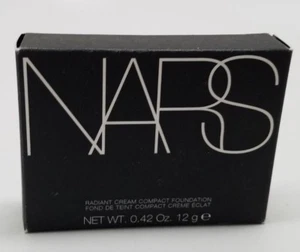 NARS
RADIANT CREAM COMPACT FOUNDATION
FOND DE TEINT COMPACT CRÈME ÉCLAT
NET WT. 0.42 Oz. 12 g ℮